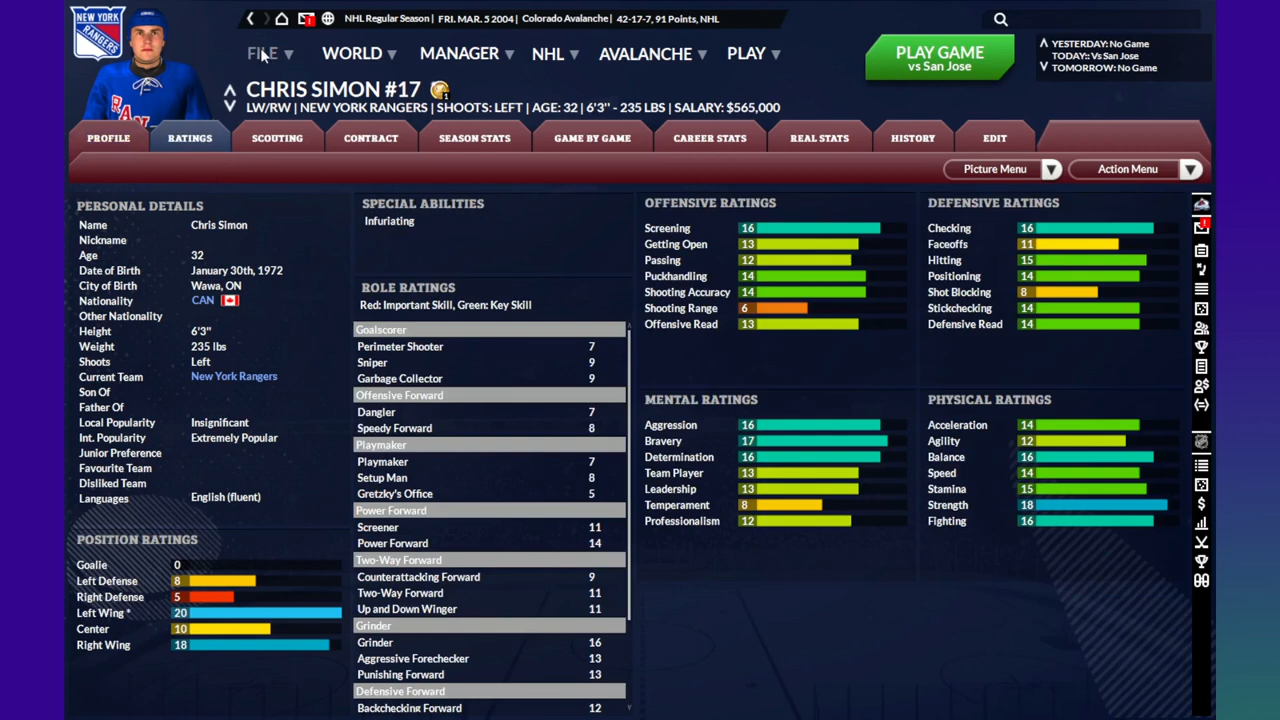 NEW YORK
RANGERS
NHL Regular Season | FRI. MAR. 5 2004 | Colorado Avalanche | 42-17-7, 91 Points, NHL
FILE WORLD MANAGER NHL AVALANCHE PLAY
PLAY GAME
vs San Jose
YESTERDAY: No Game
TODAY:: Vs San Jose
TOMORROW: No Game
CHRIS SIMON #17
LW/RW | NEW YORK RANGERS | SHOOTS: LEFT | AGE: 32 | 6'3" - 235 LBS | SALARY: $565,000
PROFILE RATINGS SCOUTING CONTRACT SEASON STATS GAME BY GAME CAREER STATS REAL STATS HISTORY EDIT
Picture Menu Action Menu
PERSONAL DETAILS
Name Chris Simon
Nickname
Age 32
Date of Birth January 30th, 1972
City of Birth Wawa, ON
Nationality CAN
Other Nationality
Height 6'3"
Weight 235 lbs
Shoots Left
Current Team New York Rangers
Son Of
Father Of
Local Popularity Insignificant
Int. Popularity Extremely Popular
Junior Preference
Favourite Team
Disliked Team
Languages English (fluent)
POSITION RATINGS
Goalie 0
Left Defense 8
Right Defense 5
Left Wing * 20
Center 10
Right Wing 18
SPECIAL ABILITIES
Infuriating
ROLE RATINGS
Red: Important Skill, Green: Key Skill
Goalscorer
Perimeter Shooter 7
Sniper 9
Garbage Collector 9
Offensive Forward
Dangler 7
Speedy Forward 8
Playmaker
Playmaker 7
Setup Man 8
Gretzky's Office 5
Power Forward
Screener 11
Power Forward 14
Two-Way Forward
Counterattacking Forward 9
Two-Way Forward 11
Up and Down Winger 11
Grinder
Grinder 16
Aggressive Forechecker 13
Punishing Forward 13
Defensive Forward
Backchecking Forward 12
OFFENSIVE RATINGS
Screening 16
Getting Open 13
Passing 12
Puckhandling 14
Shooting Accuracy 14
Shooting Range 6
Offensive Read 13
DEFENSIVE RATINGS
Checking 16
Faceoffs 11
Hitting 15
Positioning 14
Shot Blocking 8
Stickchecking 14
Defensive Read 14
MENTAL RATINGS
Aggression 16
Bravery 17
Determination 16
Team Player 13
Leadership 13
Temperament 8
Professionalism 12
PHYSICAL RATINGS
Acceleration 14
Agility 12
Balance 16
Speed 14
Stamina 15
Strength 18
Fighting 16